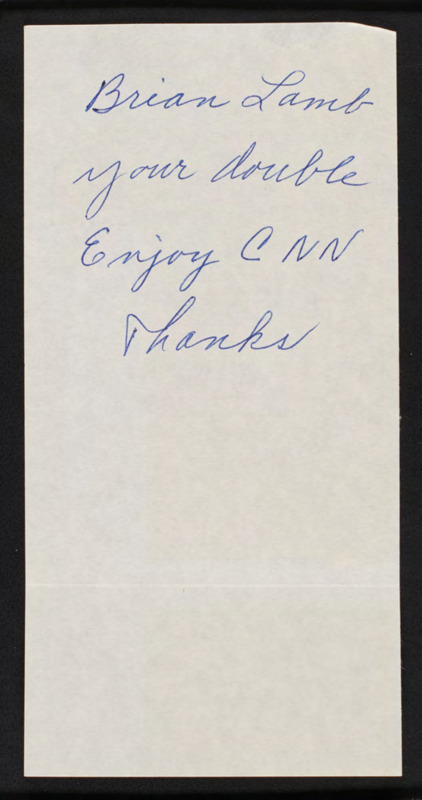 Brian Lamb
your double
Enjoy CNN
Thanks